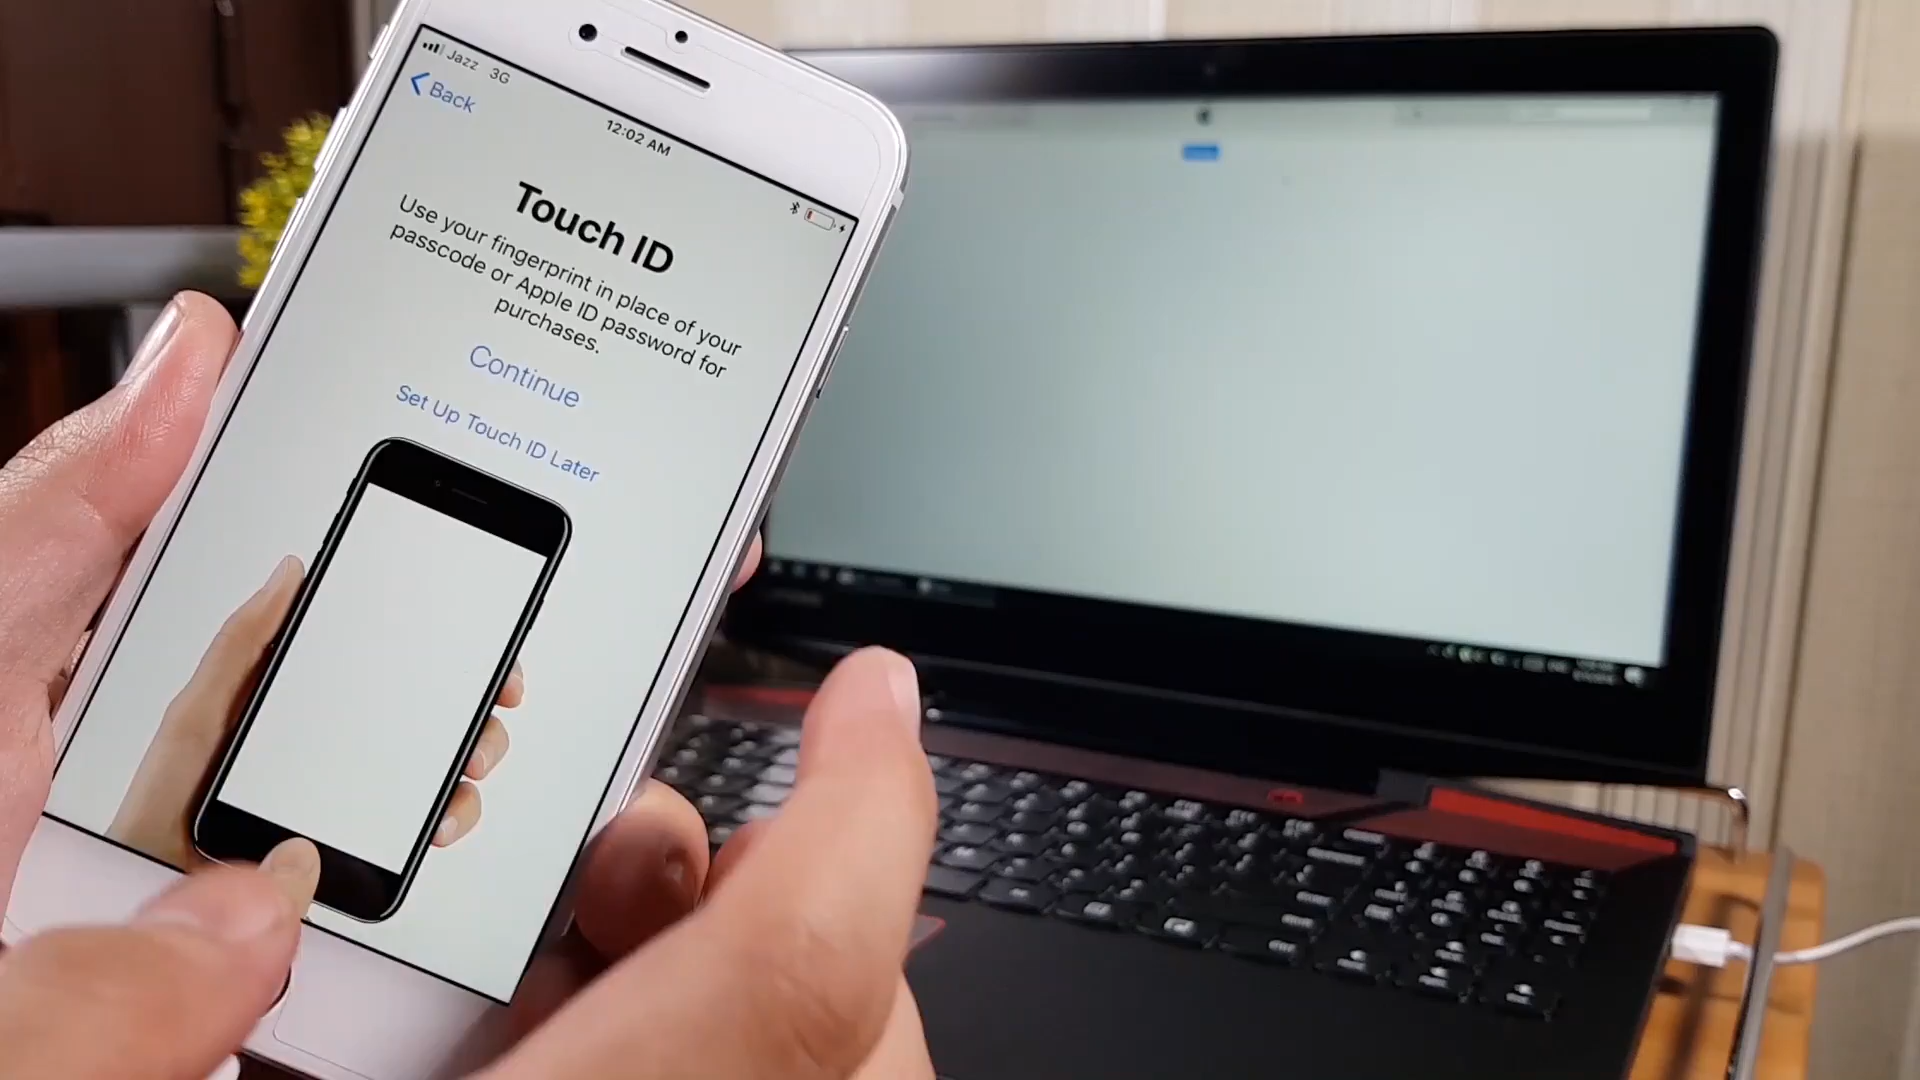 Jazz 3G
Back
12:02 AM
Touch ID
Use your fingerprint in place of your
passcode or Apple ID password for
purchases.
Continue
Set Up Touch ID Later